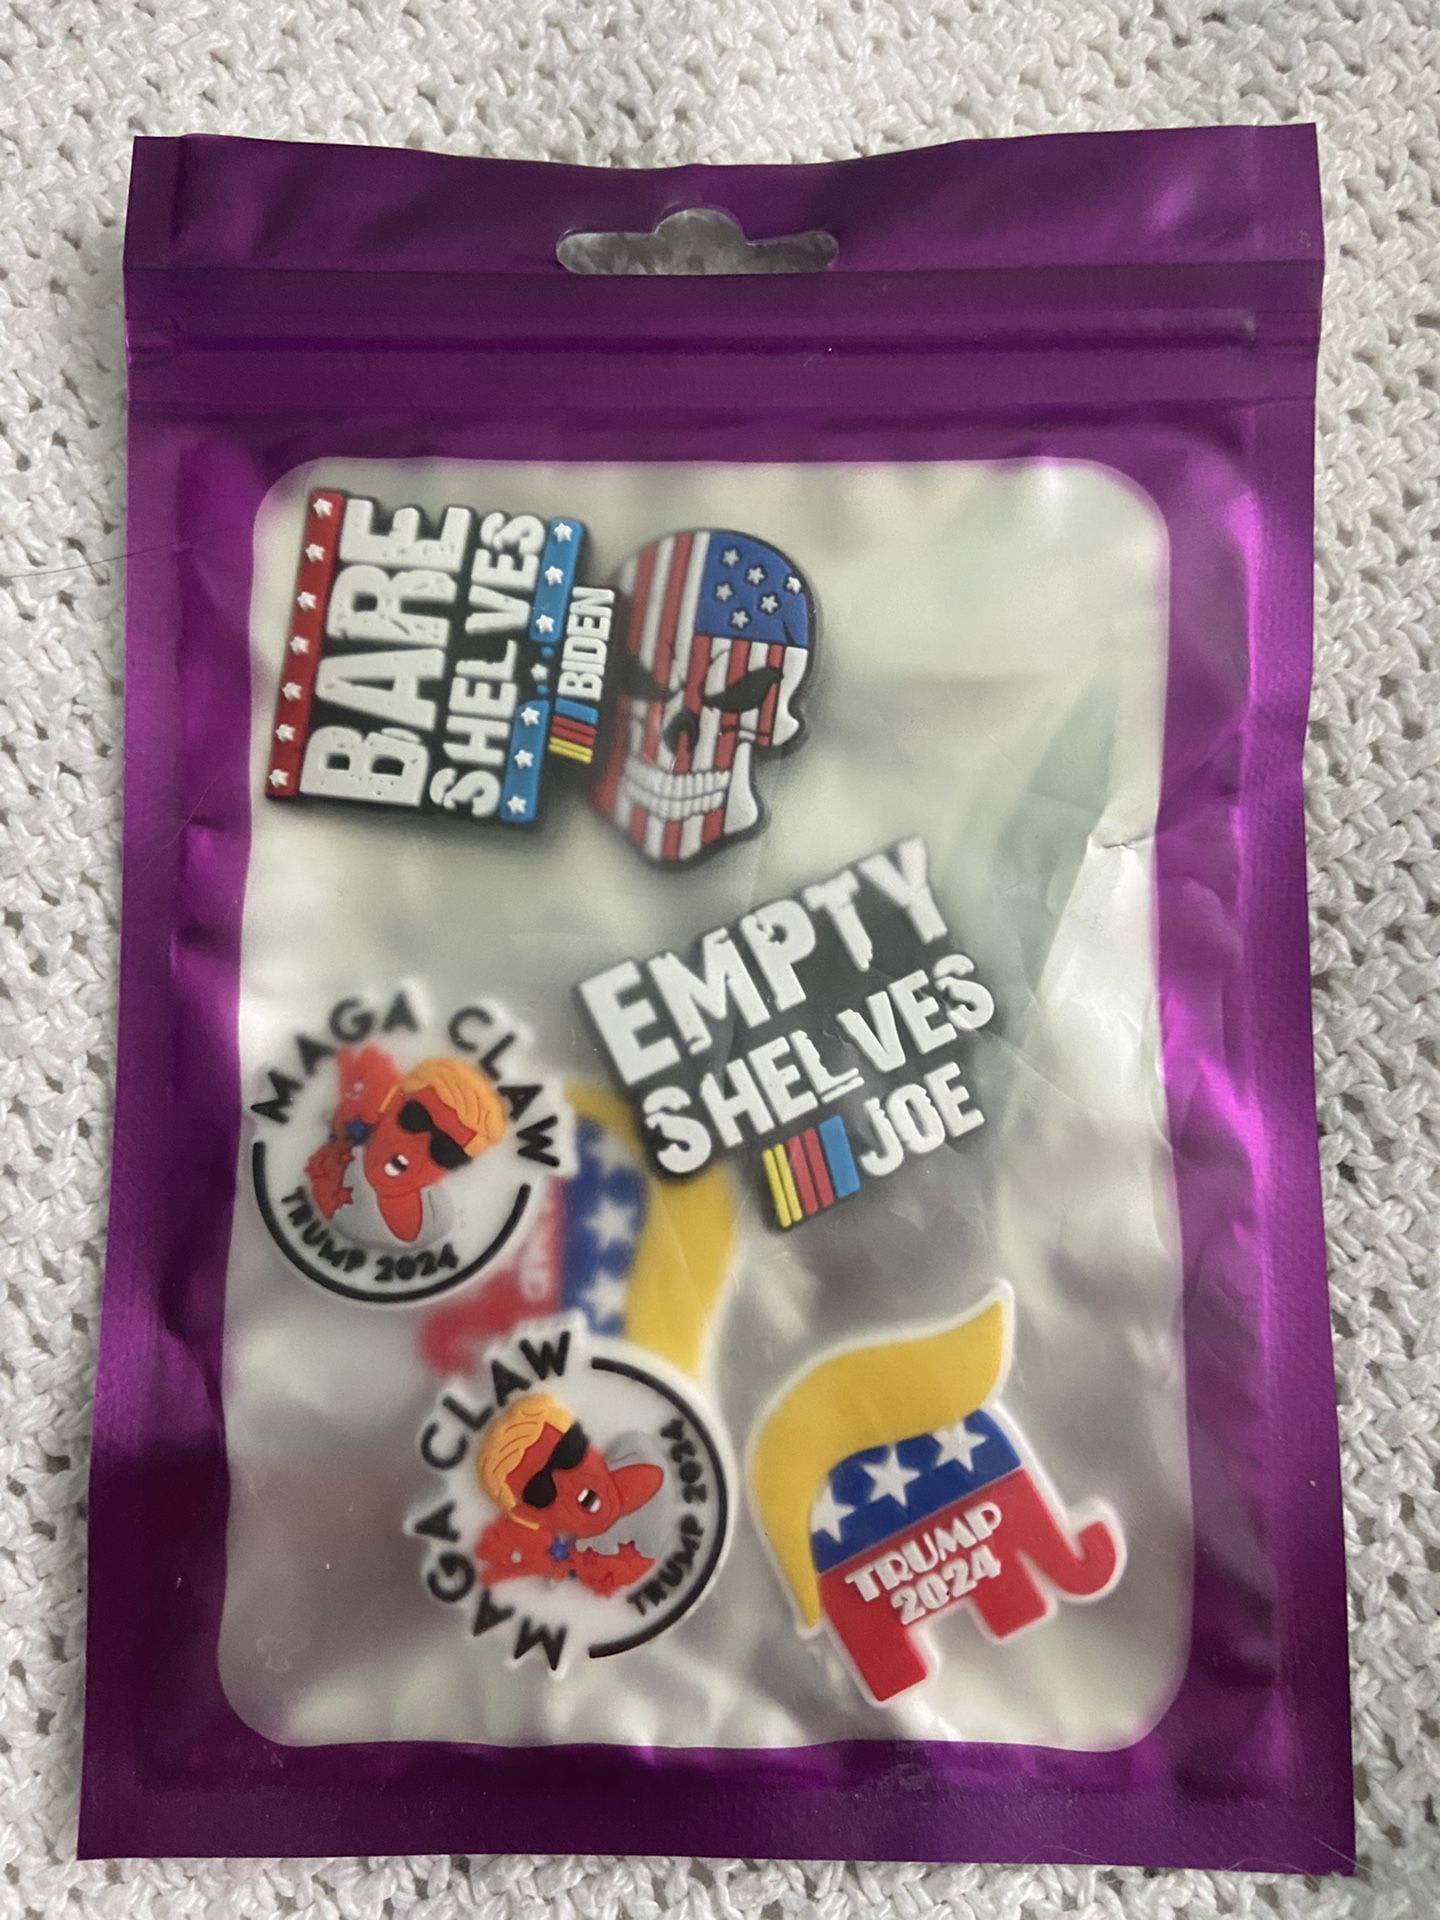 BARE
SHELVES
BIDEN
EMPTY
SHELVES
JOE
MAGA CLAW
TRUMP 2024
MAGA CLAW
TRUMP 2024
TRUMP
2024